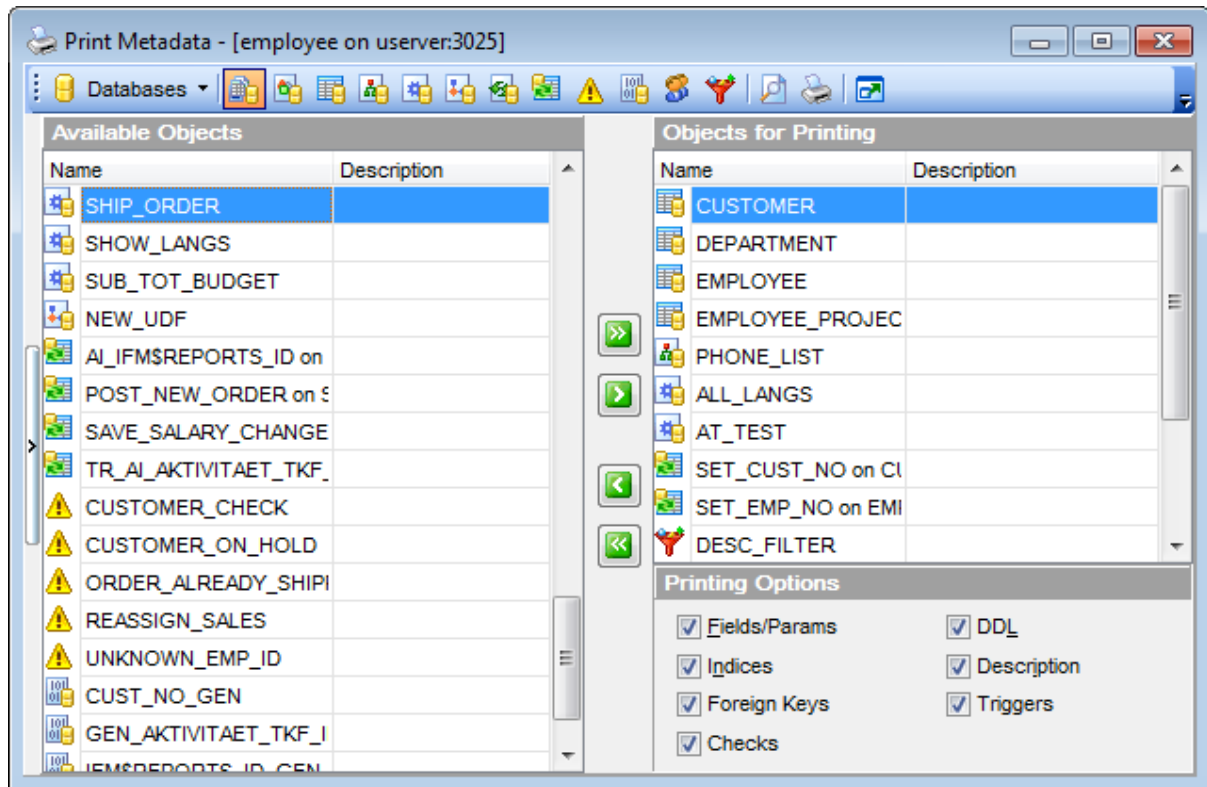 Print Metadata - [employee on userver:3025]
Databases
Available Objects
Name Description
SHIP_ORDER
SHOW_LANGS
SUB_TOT_BUDGET
NEW_UDF
AI_IFM$REPORTS_ID on
POST_NEW_ORDER on S
SAVE_SALARY_CHANGE
TR_AI_AKTIVITAET_TKF_
CUSTOMER_CHECK
CUSTOMER_ON_HOLD
ORDER_ALREADY_SHIPI
REASSIGN_SALES
UNKNOWN_EMP_ID
CUST_NO_GEN
GEN_AKTIVITAET_TKF_I
IFM$REPORTS_ID_GEN
Objects for Printing
Name Description
CUSTOMER
DEPARTMENT
EMPLOYEE
EMPLOYEE_PROJEC
PHONE_LIST
ALL_LANGS
AT_TEST
SET_CUST_NO on CU
SET_EMP_NO on EMI
DESC_FILTER
Printing Options
Fields/Params DDL
Indices Description
Foreign Keys Triggers
Checks